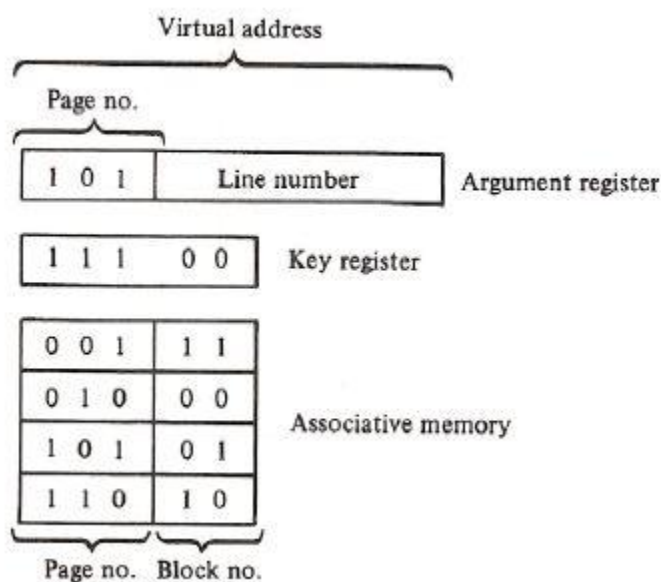 Virtual address
Page no.
1 0 1 Line number Argument register
1 1 1 0 0 Key register
0 0 1 1 1
0 1 0 0 0
Associative memory
1 0 1 0 1
1 1 0 1 0
Page no. Block no.